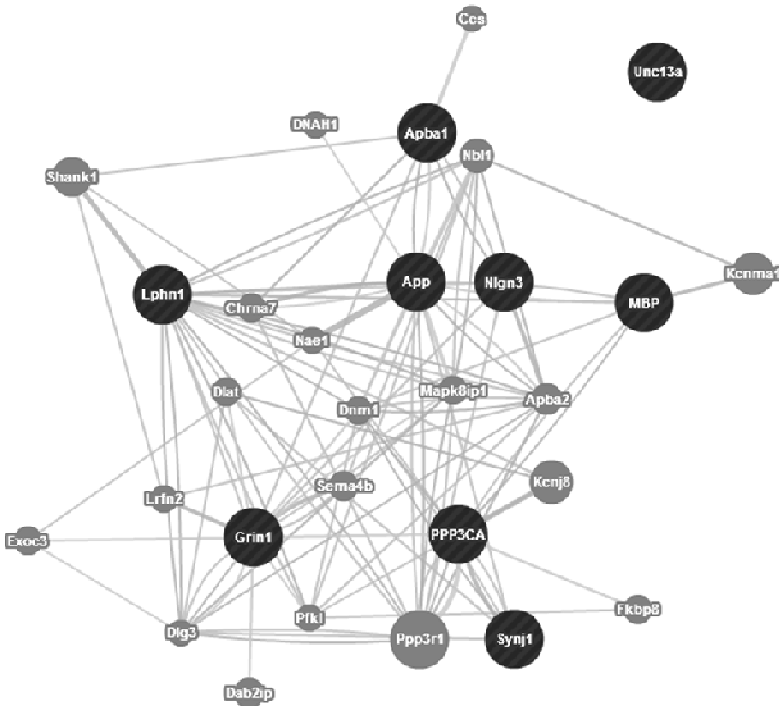 Ccs
Unc13a
DNAH1
Apba1
Nbl1
Shank1
Kcnma1
App
Nlgn3
Lphn1
MBP
Chrna7
Nae1
Dlat
Mapk8ip1
Apba2
Dnm1
Sema4b
Kcnj8
Lrfn2
Grin1
PPP3CA
Exoc3
Fkbp8
Pfkl
Dlg3
Ppp3r1
Synj1
Dab2ip